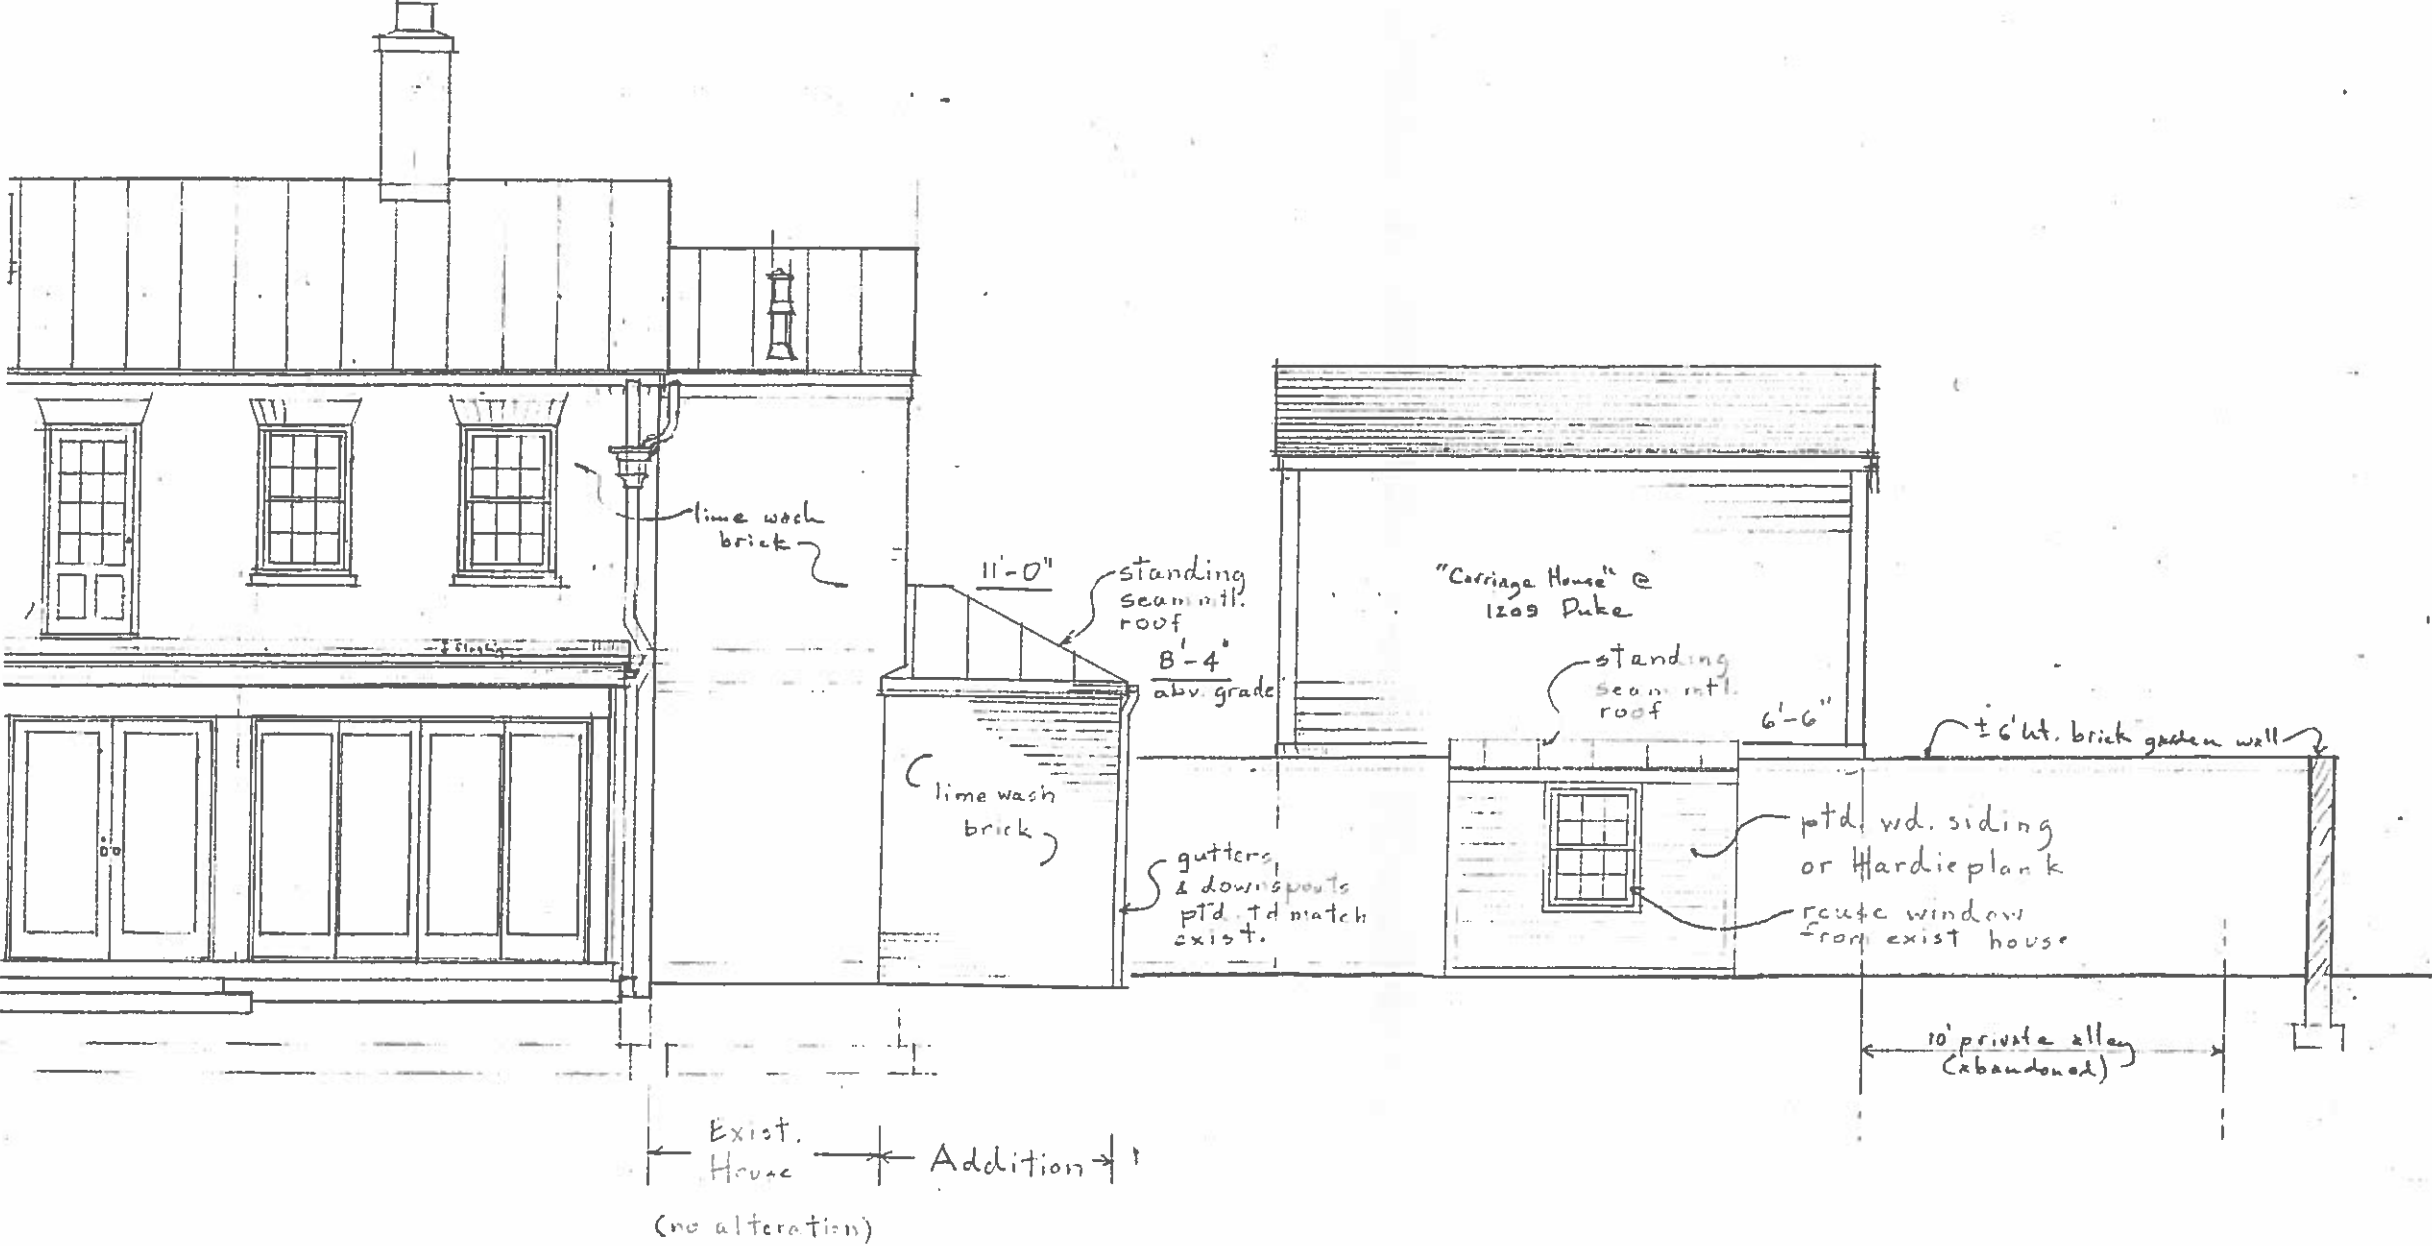 lime wash
brick
11'-0"
standing
seam mtl.
roof
8'-4"
abv. grade
"Carriage House" @
1209 Duke
standing
seam mtl.
roof
6'-6"
± 6' ht. brick garden wall
lime wash
brick
gutters
& downspouts
ptd. to match
exist.
ptd. wd. siding
or Hardieplank
reuse window
from exist house
10' private alley
(abandoned)
Exist.
House
Addition
(no alteration)